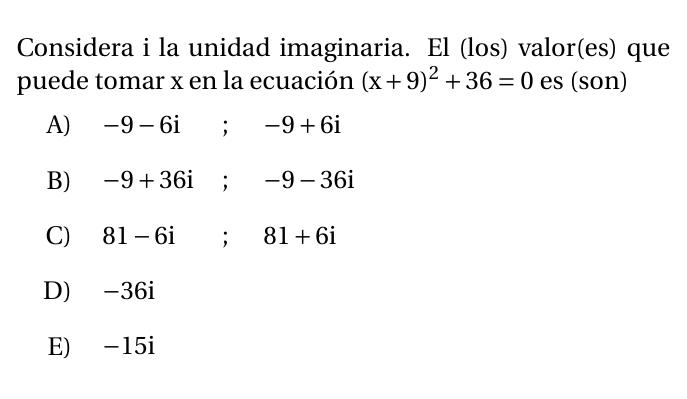 Considera i la unidad imaginaria. El (los) valor(es) que
puede tomar x en la ecuación (x+9)² +36 = 0 es (son)
A) −9−6i ; −9+6i
B) −9+36i ; −9−36i
C) 81−6i ; 81+6i
D) −36i
E) −15i